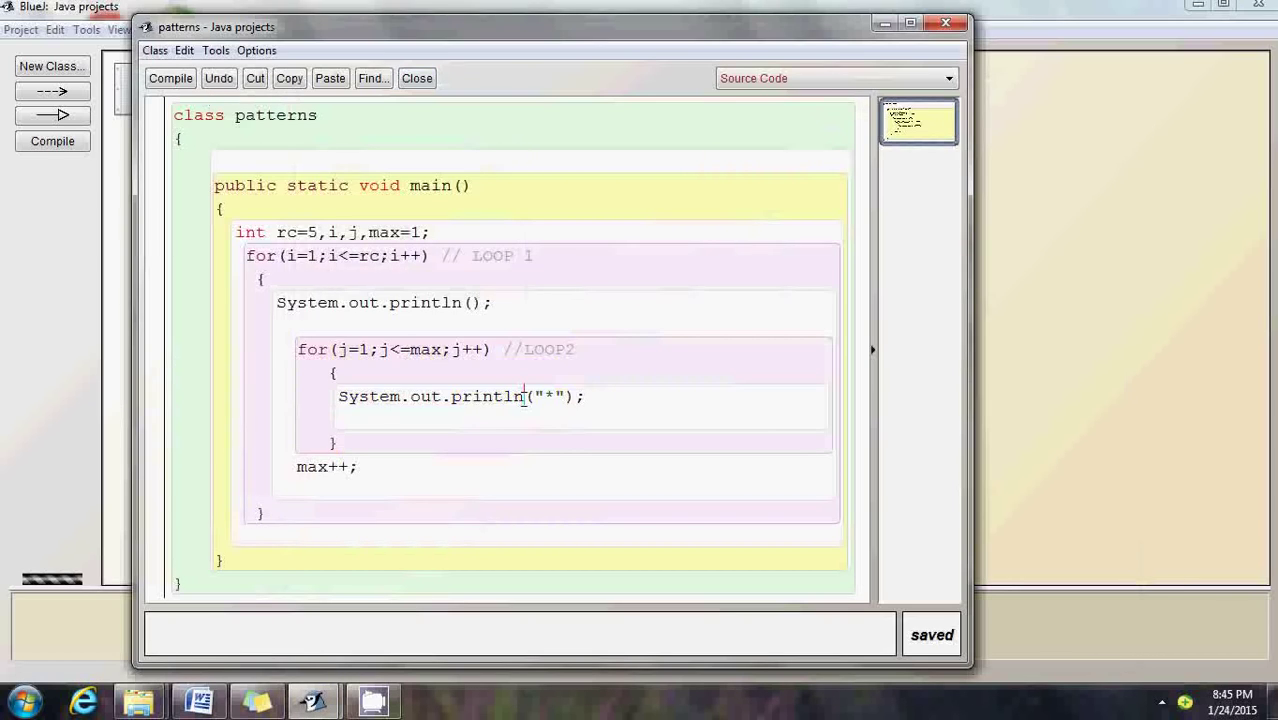 BlueJ: Java projects
Project Edit Tools View
New Class...
Compile
patterns - Java projects
Class Edit Tools Options
Compile Undo Cut Copy Paste Find... Close Source Code
class patterns
{
public static void main()
{
int rc=5,i,j,max=1;
for(i=1;i<=rc;i++) // LOOP 1
{
System.out.println();
for(j=1;j<=max;j++) //LOOP2
{
System.out.println("*");
}
max++;
}
}
}
saved
8:45 PM
1/24/2015